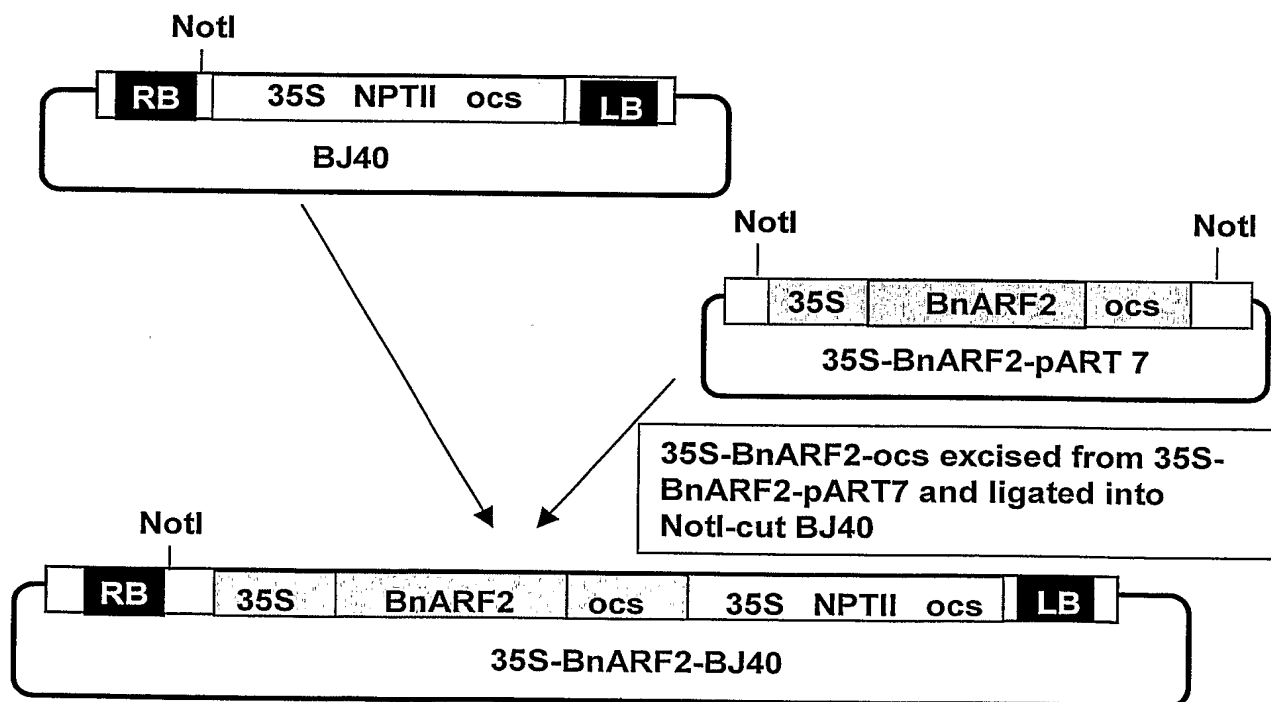 NotI
RB 35S NPTII ocs LB
BJ40
NotI NotI
35S BnARF2 ocs
35S-BnARF2-pART 7
35S-BnARF2-ocs excised from 35S-
BnARF2-pART7 and ligated into
NotI-cut BJ40
NotI
RB 35S BnARF2 ocs 35S NPTII ocs LB
35S-BnARF2-BJ40